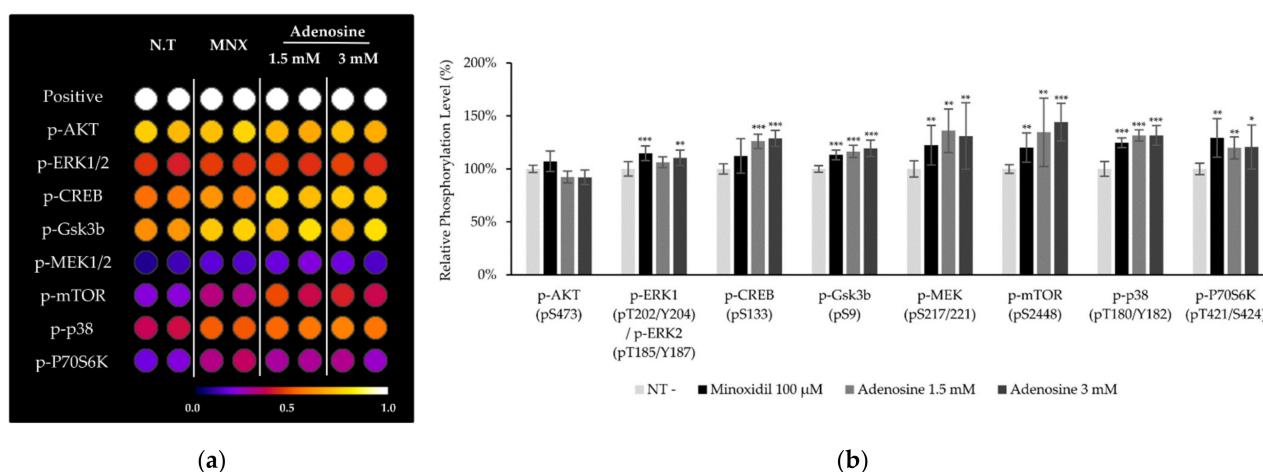 N.T MNX Adenosine
1.5 mM 3 mM
Positive
p-AKT
p-ERK1/2
p-CREB
p-Gsk3b
p-MEK1/2
p-mTOR
p-p38
p-P70S6K
0.0 0.5 1.0
(a)
Relative Phosphorylation Level (%)
200%
150%
100%
50%
0%
*** ** *** *** *** *** *** ** ** ** ** ** *** *** *** *** ** ** *
p-AKT
(pS473)
p-ERK1
(pT202/Y204)
/ p-ERK2
(pT185/Y187)
p-CREB
(pS133)
p-Gsk3b
(pS9)
p-MEK
(pS217/221)
p-mTOR
(pS2448)
p-p38
(pT180/Y182)
p-P70S6K
(pT421/S424)
NT - Minoxidil 100 μM Adenosine 1.5 mM Adenosine 3 mM
(b)